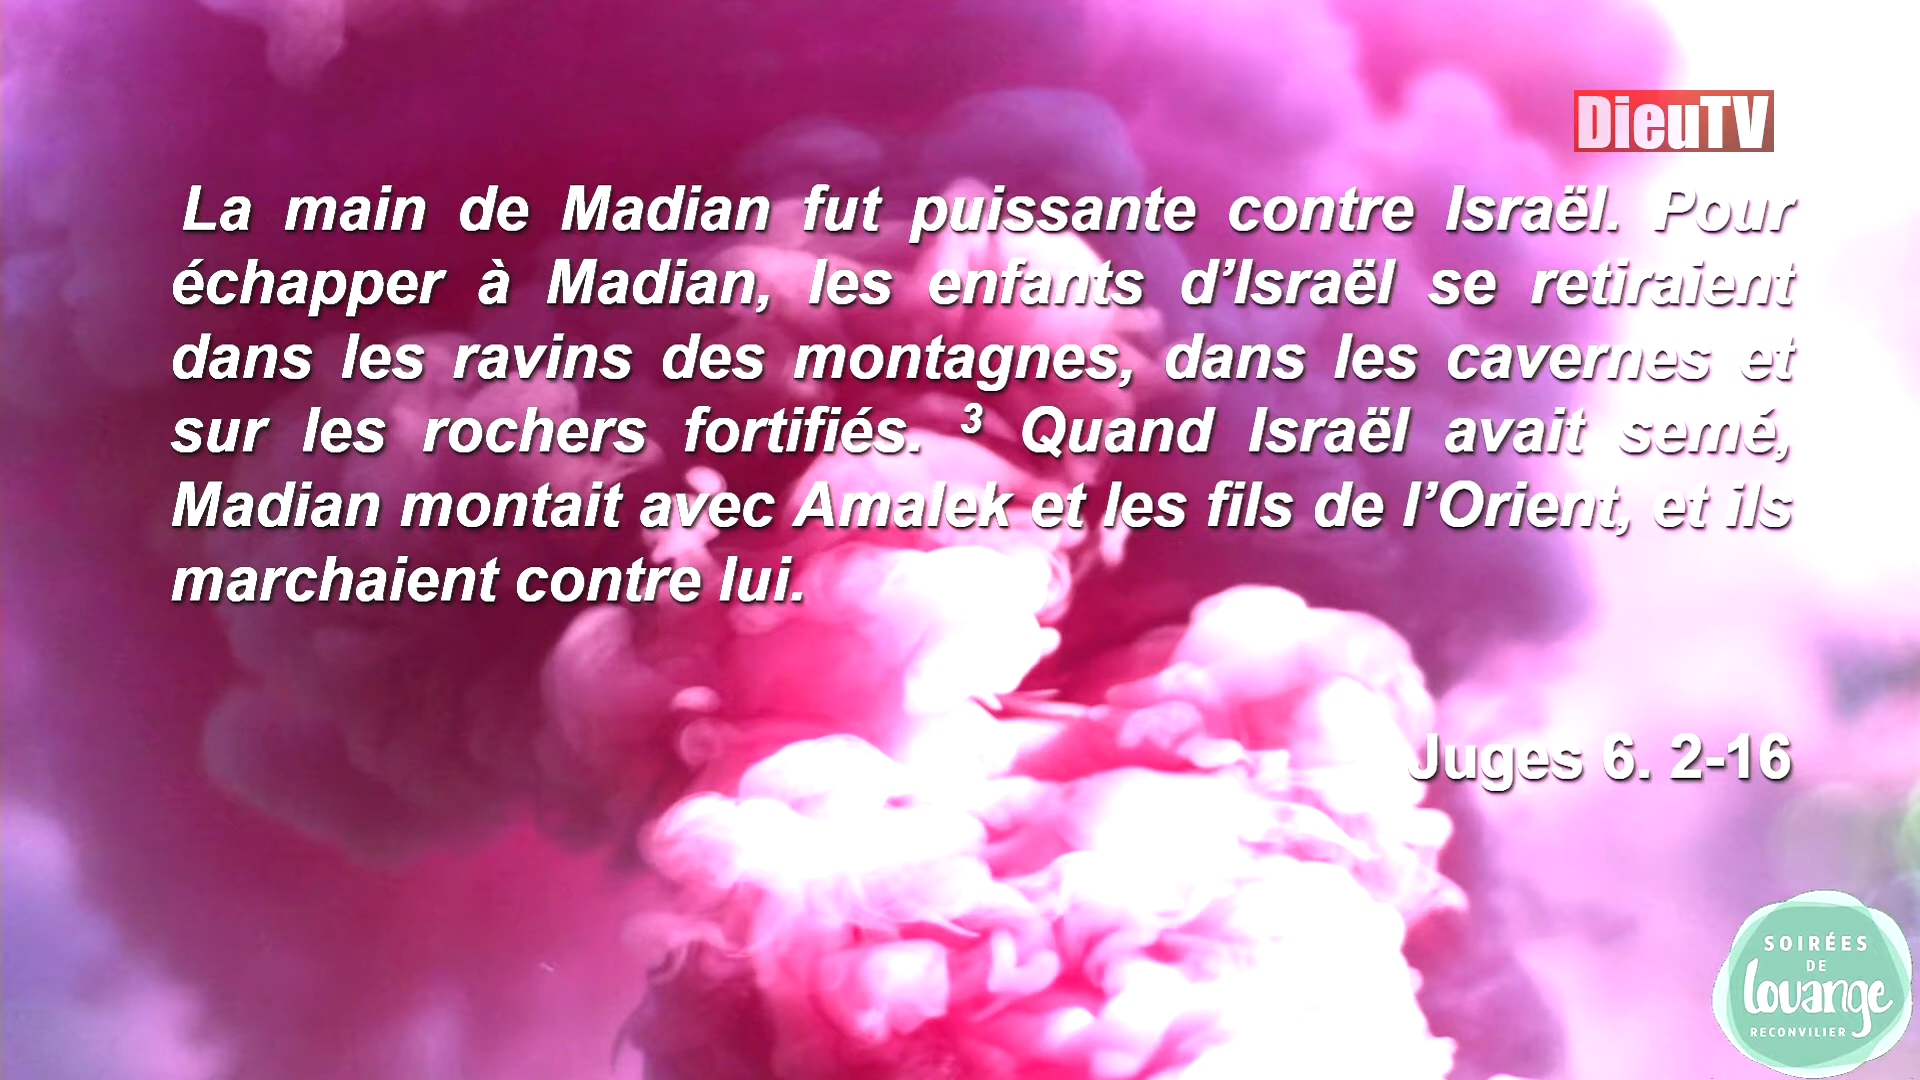 DieuTV
La main de Madian fut puissante contre Israël. Pour
échapper à Madian, les enfants d’Israël se retiraient
dans les ravins des montagnes, dans les cavernes et
sur les rochers fortifiés. ³ Quand Israël avait semé,
Madian montait avec Amalek et les fils de l’Orient, et ils
marchaient contre lui.
Juges 6. 2-16
SOIRÉES
DE
louange
RECONVILIER